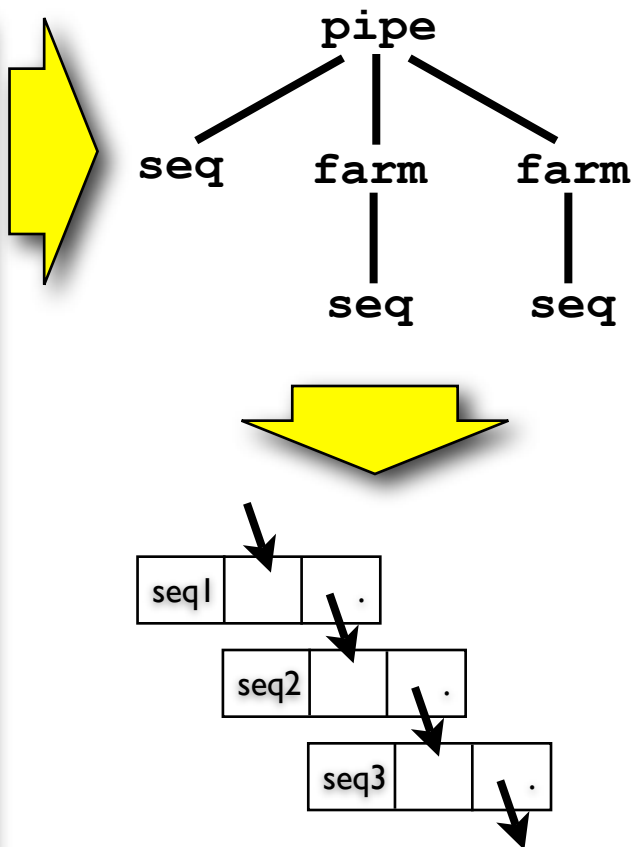 pipe
seq farm farm
seq seq
seq1 .
seq2 .
seq3 .